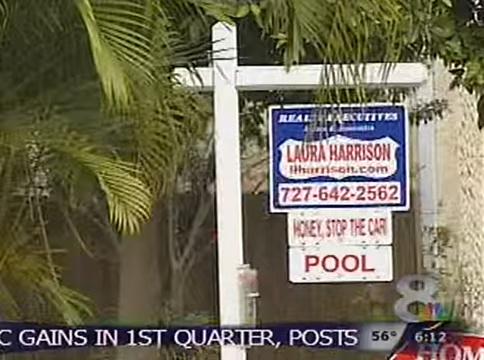 REALTY EXECUTIVES
LAURA HARRISON
lharrison.com
727-642-2562
HONEY, STOP THE CAR!
POOL
8
C GAINS IN 1ST QUARTER, POSTS
56°
6:12
HOM